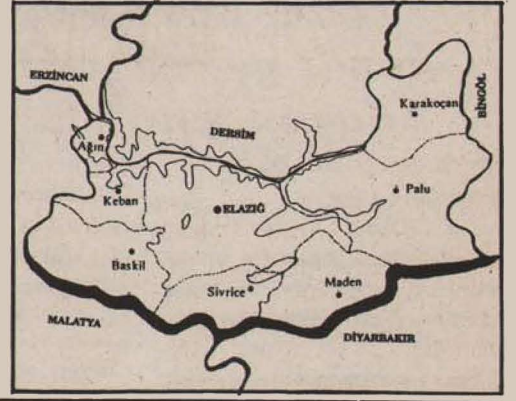 ERZİNCAN
DERSİM
BİNGÖL
Karakoçan
Ağın
Keban
ELAZIĞ
Palu
Baskil
Sivrice
Maden
MALATYA
DİYARBAKIR